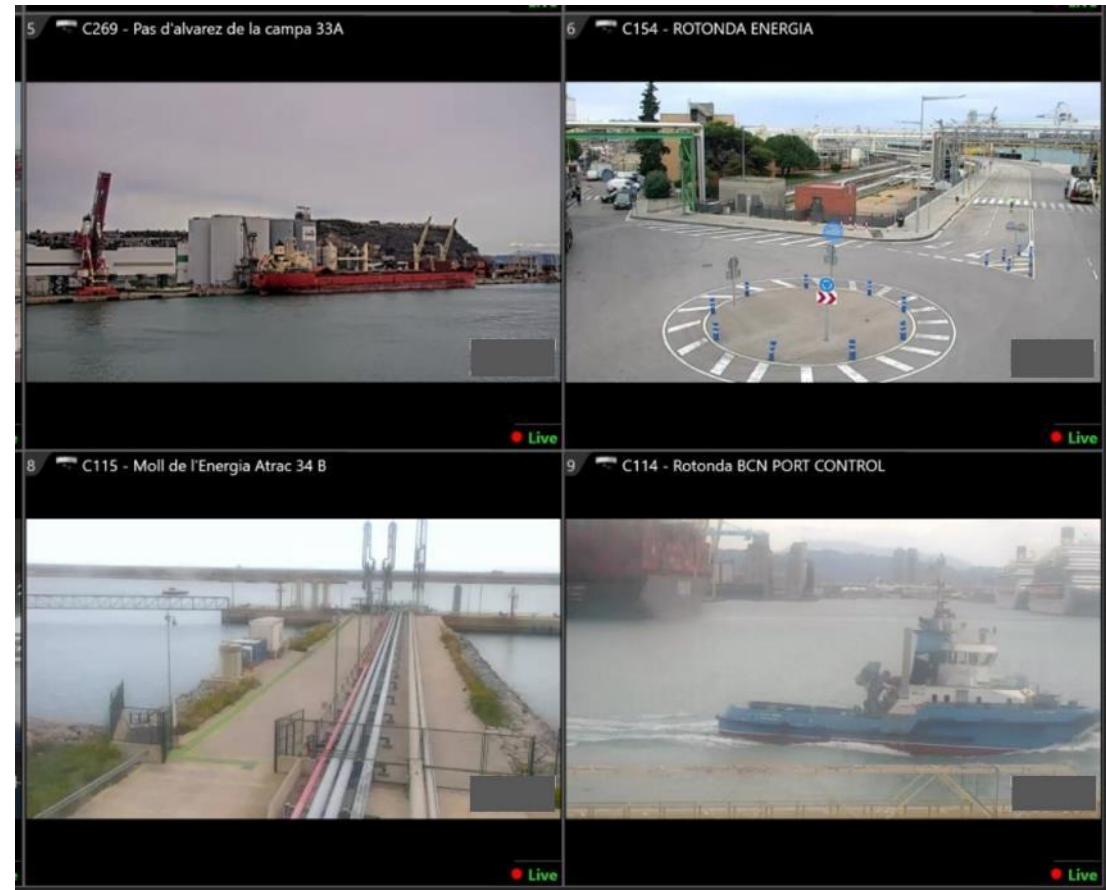 5 C269 - Pas d'alvarez de la campa 33A
Live
6 C154 - ROTONDA ENERGIA
Live
8 C115 - Moll de l'Energia Atrac 34 B
Live
9 C114 - Rotonda BCN PORT CONTROL
Live